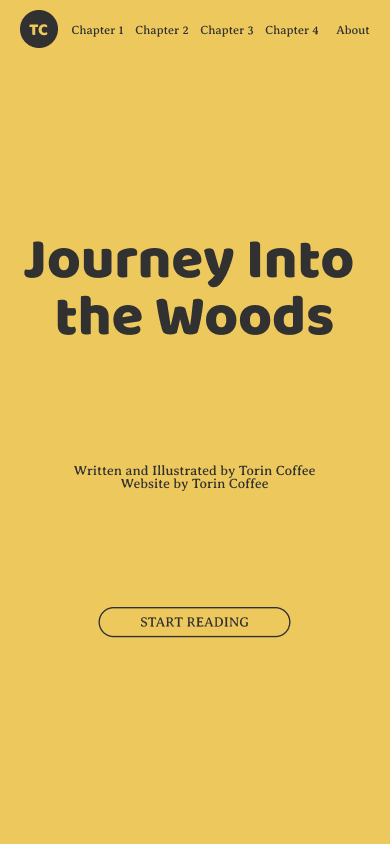 TC Chapter 1 Chapter 2 Chapter 3 Chapter 4 About
Journey Into
the Woods
Written and Illustrated by Torin Coffee
Website by Torin Coffee
START READING